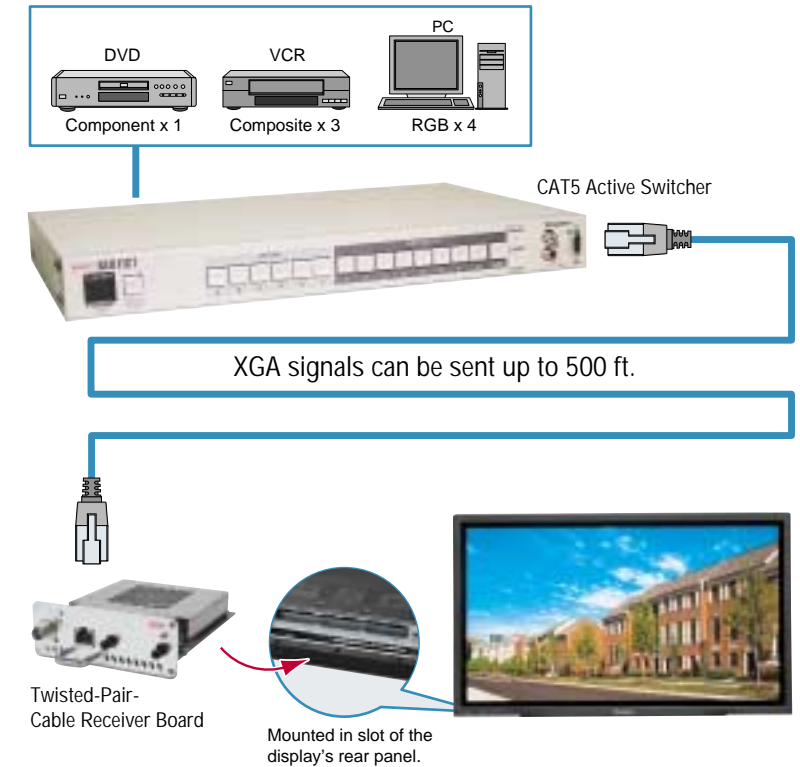 DVD
VCR
PC
Component x 1
Composite x 3
RGB x 4
CAT5 Active Switcher
XGA signals can be sent up to 500 ft.
Twisted-Pair-
Cable Receiver Board
Mounted in slot of the
display’s rear panel.